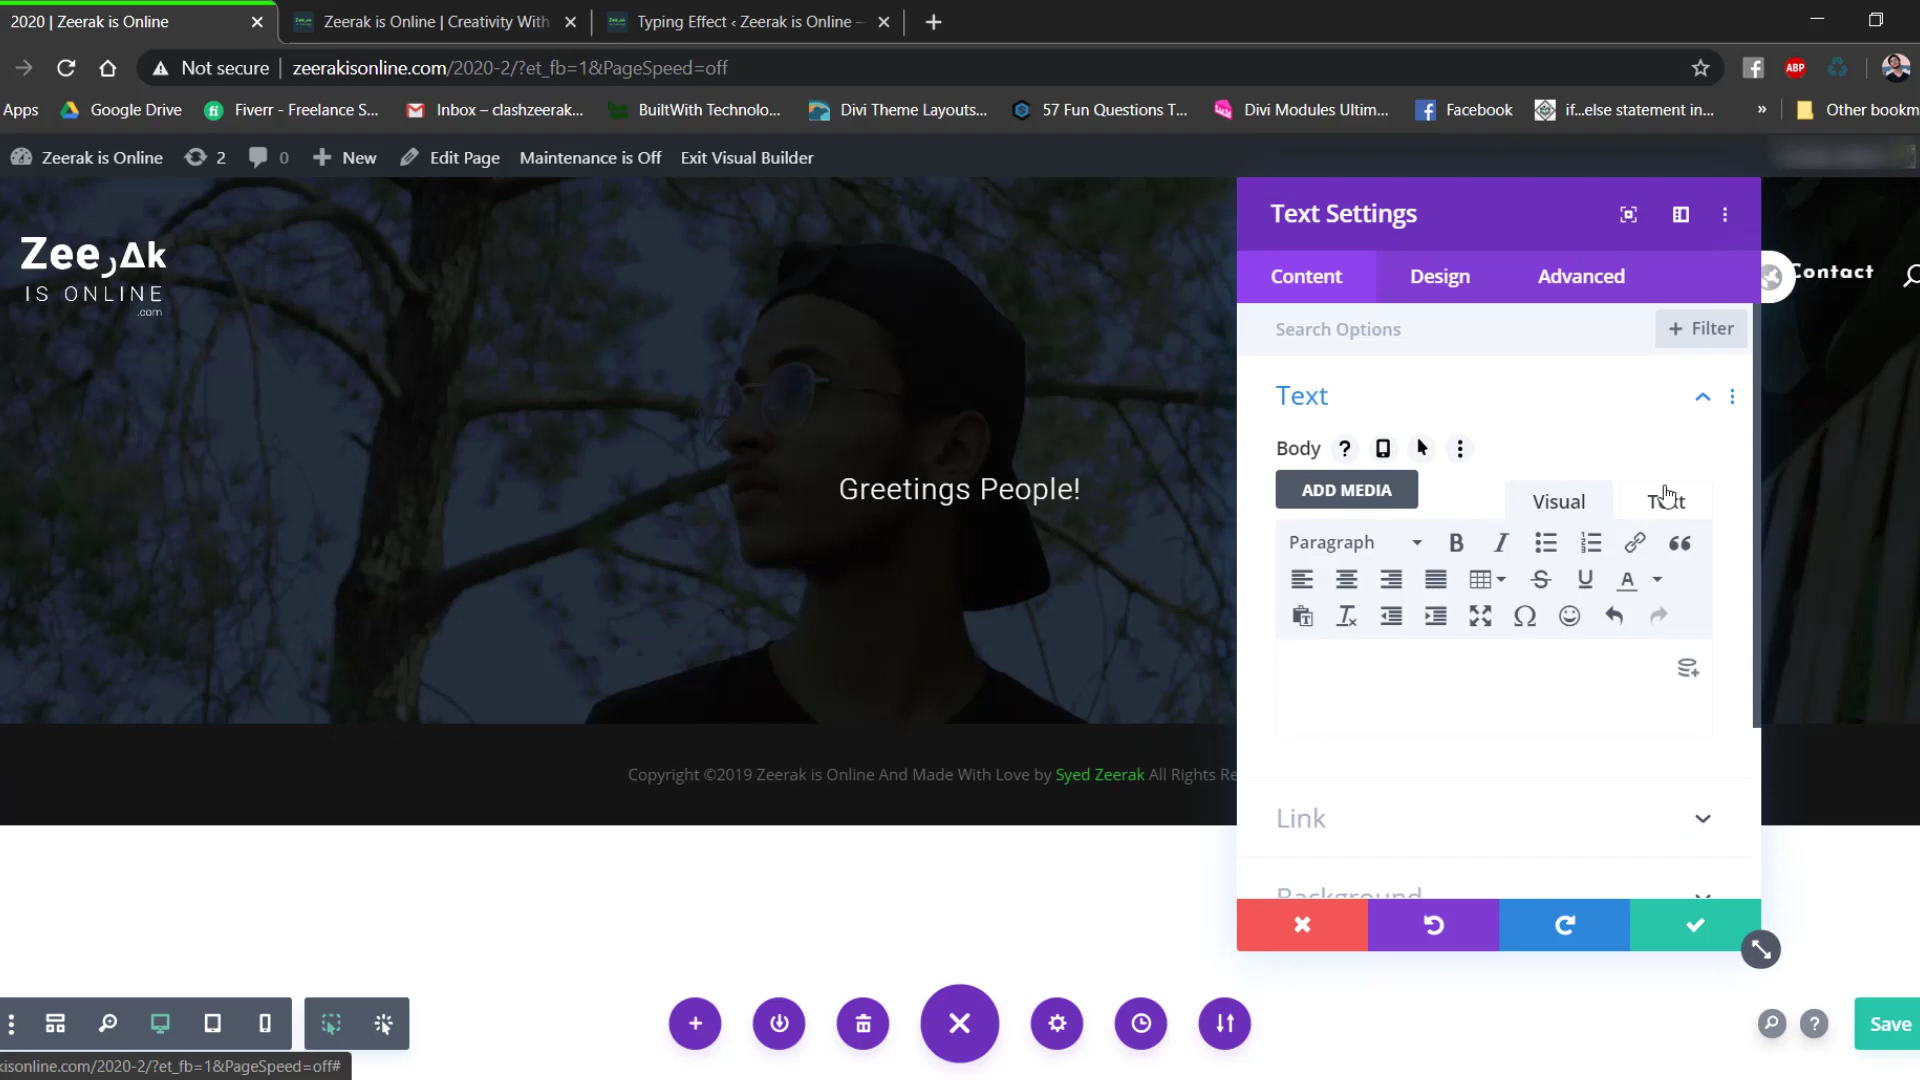 2020 | Zeerak is Online
Zeerak is Online | Creativity With
Typing Effect ‹ Zeerak is Online –
Not secure
zeerakisonline.com/2020-2/?et_fb=1&PageSpeed=off
ABP
Apps
Google Drive
Fiverr - Freelance S...
Inbox – clashzeerak...
BuiltWith Technolo...
Divi Theme Layouts...
57 Fun Questions T...
Divi Modules Ultim...
Facebook
if...else statement in...
»
Other bookm
Zeerak is Online
2
0
New
Edit Page
Maintenance is Off
Exit Visual Builder
IS ONLINE
.com
Contact
Greetings People!
Text Settings
Content
Design
Advanced
Search Options
+ Filter
Text
Body
ADD MEDIA
Visual
Text
Paragraph
Link
Background
Copyright ©2019 Zeerak is Online And Made With Love by Syed Zeerak All Rights Re
Save
kisonline.com/2020-2/?et_fb=1&PageSpeed=off#